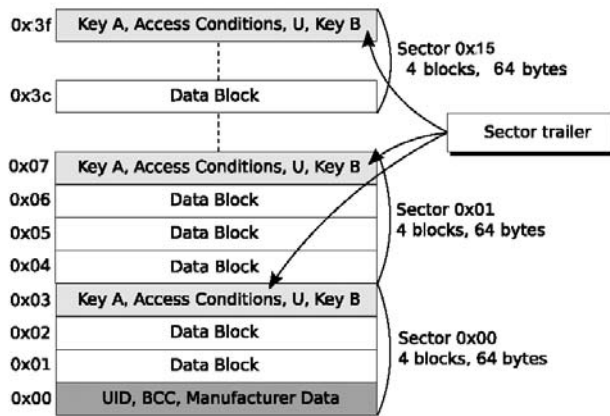 0x3f Key A, Access Conditions, U, Key B
Sector 0x15
4 blocks, 64 bytes
0x3c Data Block
Sector trailer
0x07 Key A, Access Conditions, U, Key B
0x06 Data Block
Sector 0x01
4 blocks, 64 bytes
0x05 Data Block
0x04 Data Block
0x03 Key A, Access Conditions, U, Key B
0x02 Data Block
Sector 0x00
4 blocks, 64 bytes
0x01 Data Block
0x00 UID, BCC, Manufacturer Data